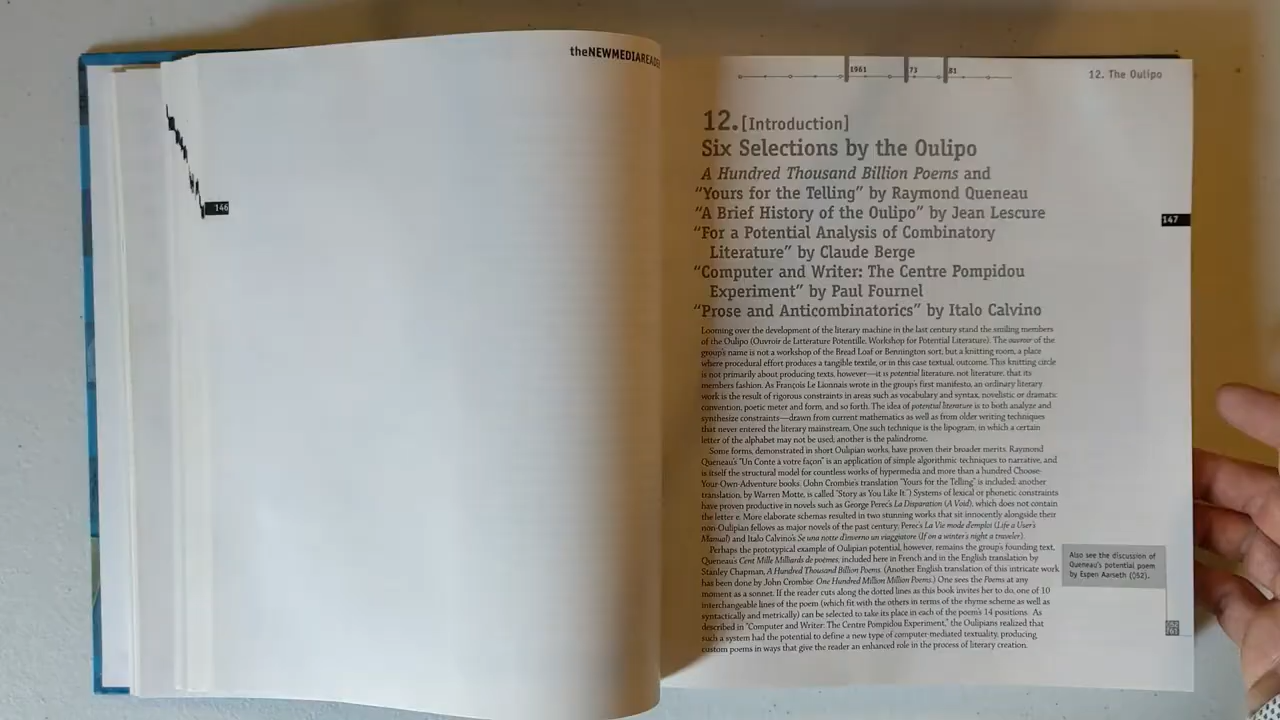 theNEWMEDIAREADE
146
1961
73
81
12. The Oulipo
12.[Introduction]
Six Selections by the Oulipo
A Hundred Thousand Billion Poems and
“Yours for the Telling” by Raymond Queneau
“A Brief History of the Oulipo” by Jean Lescure
“For a Potential Analysis of Combinatory
Literature” by Claude Berge
“Computer and Writer: The Centre Pompidou
Experiment” by Paul Fournel
“Prose and Anticombinatorics” by Italo Calvino
147
Looming over the development of the literary machine in the last century stand the smiling members
of the Oulipo (Ouvroir de Littérature Potentille, Workshop for Potential Literature). The ouvroir of the
group's name is not a workshop of the Bread Loaf or Bennington sort, but a knitting room, a place
where procedural effort produces a tangible textile, or in this case textual, outcome. This knitting circle
is not primarily about producing texts, however—it is potential literature, not literature, that its
members fashion. As François Le Lionnais wrote in the group's first manifesto, an ordinary literary
work is the result of rigorous constraints in areas such as vocabulary and syntax, novelistic or dramatic
convention, poetic meter and form, and so forth. The idea of potential literature is to both analyze and
synthesize constraints—drawn from current mathematics as well as from older writing techniques
that never entered the literary mainstream. One such technique is the lipogram, in which a certain
letter of the alphabet may not be used; another is the palindrome.
Some forms, demonstrated in short Oulipian works, have proven their broader merits. Raymond
Queneau's "Un Conte à votre façon" is an application of simple algorithmic techniques to narrative, and
is itself the structural model for countless works of hypermedia and more than a hundred Choose-
Your-Own-Adventure books. (John Crombie's translation "Yours for the Telling" is included; another
translation, by Warren Motte, is called "Story as You Like It.") Systems of lexical or phonetic constraints
have proven productive in novels such as George Perec's La Disparation (A Void), which does not contain
the letter e. More elaborate schemas resulted in two stunning works that sit innocently alongside their
non-Oulipian fellows as major novels of the past century, Perec's La Vie mode d'emploi (Life a User's
Manual) and Italo Calvino's Se una notte d'inverno un viaggiatore (If on a winter's night a traveler).
Perhaps the prototypical example of Oulipian potential, however, remains the group's founding text,
Queneau's Cent Mille Milliards de poèmes, included here in French and in the English translation by
Stanley Chapman, A Hundred Thousand Billion Poems. (Another English translation of this intricate work
has been done by John Crombie: One Hundred Million Million Poems.) One sees the Poems at any
moment as a sonnet. If the reader cuts along the dotted lines as this book invites her to do, one of 10
interchangeable lines of the poem (which fit with the others in terms of the rhyme scheme as well as
syntactically and metrically) can be selected to take its place in each of the poem's 14 positions. As
described in "Computer and Writer: The Centre Pompidou Experiment," the Oulipians realized that
such a system had the potential to define a new type of computer-mediated textuality, producing
custom poems in ways that give the reader an enhanced role in the process of literary creation.
Also see the discussion of
Queneau's potential poem
by Espen Aarseth (◊52).